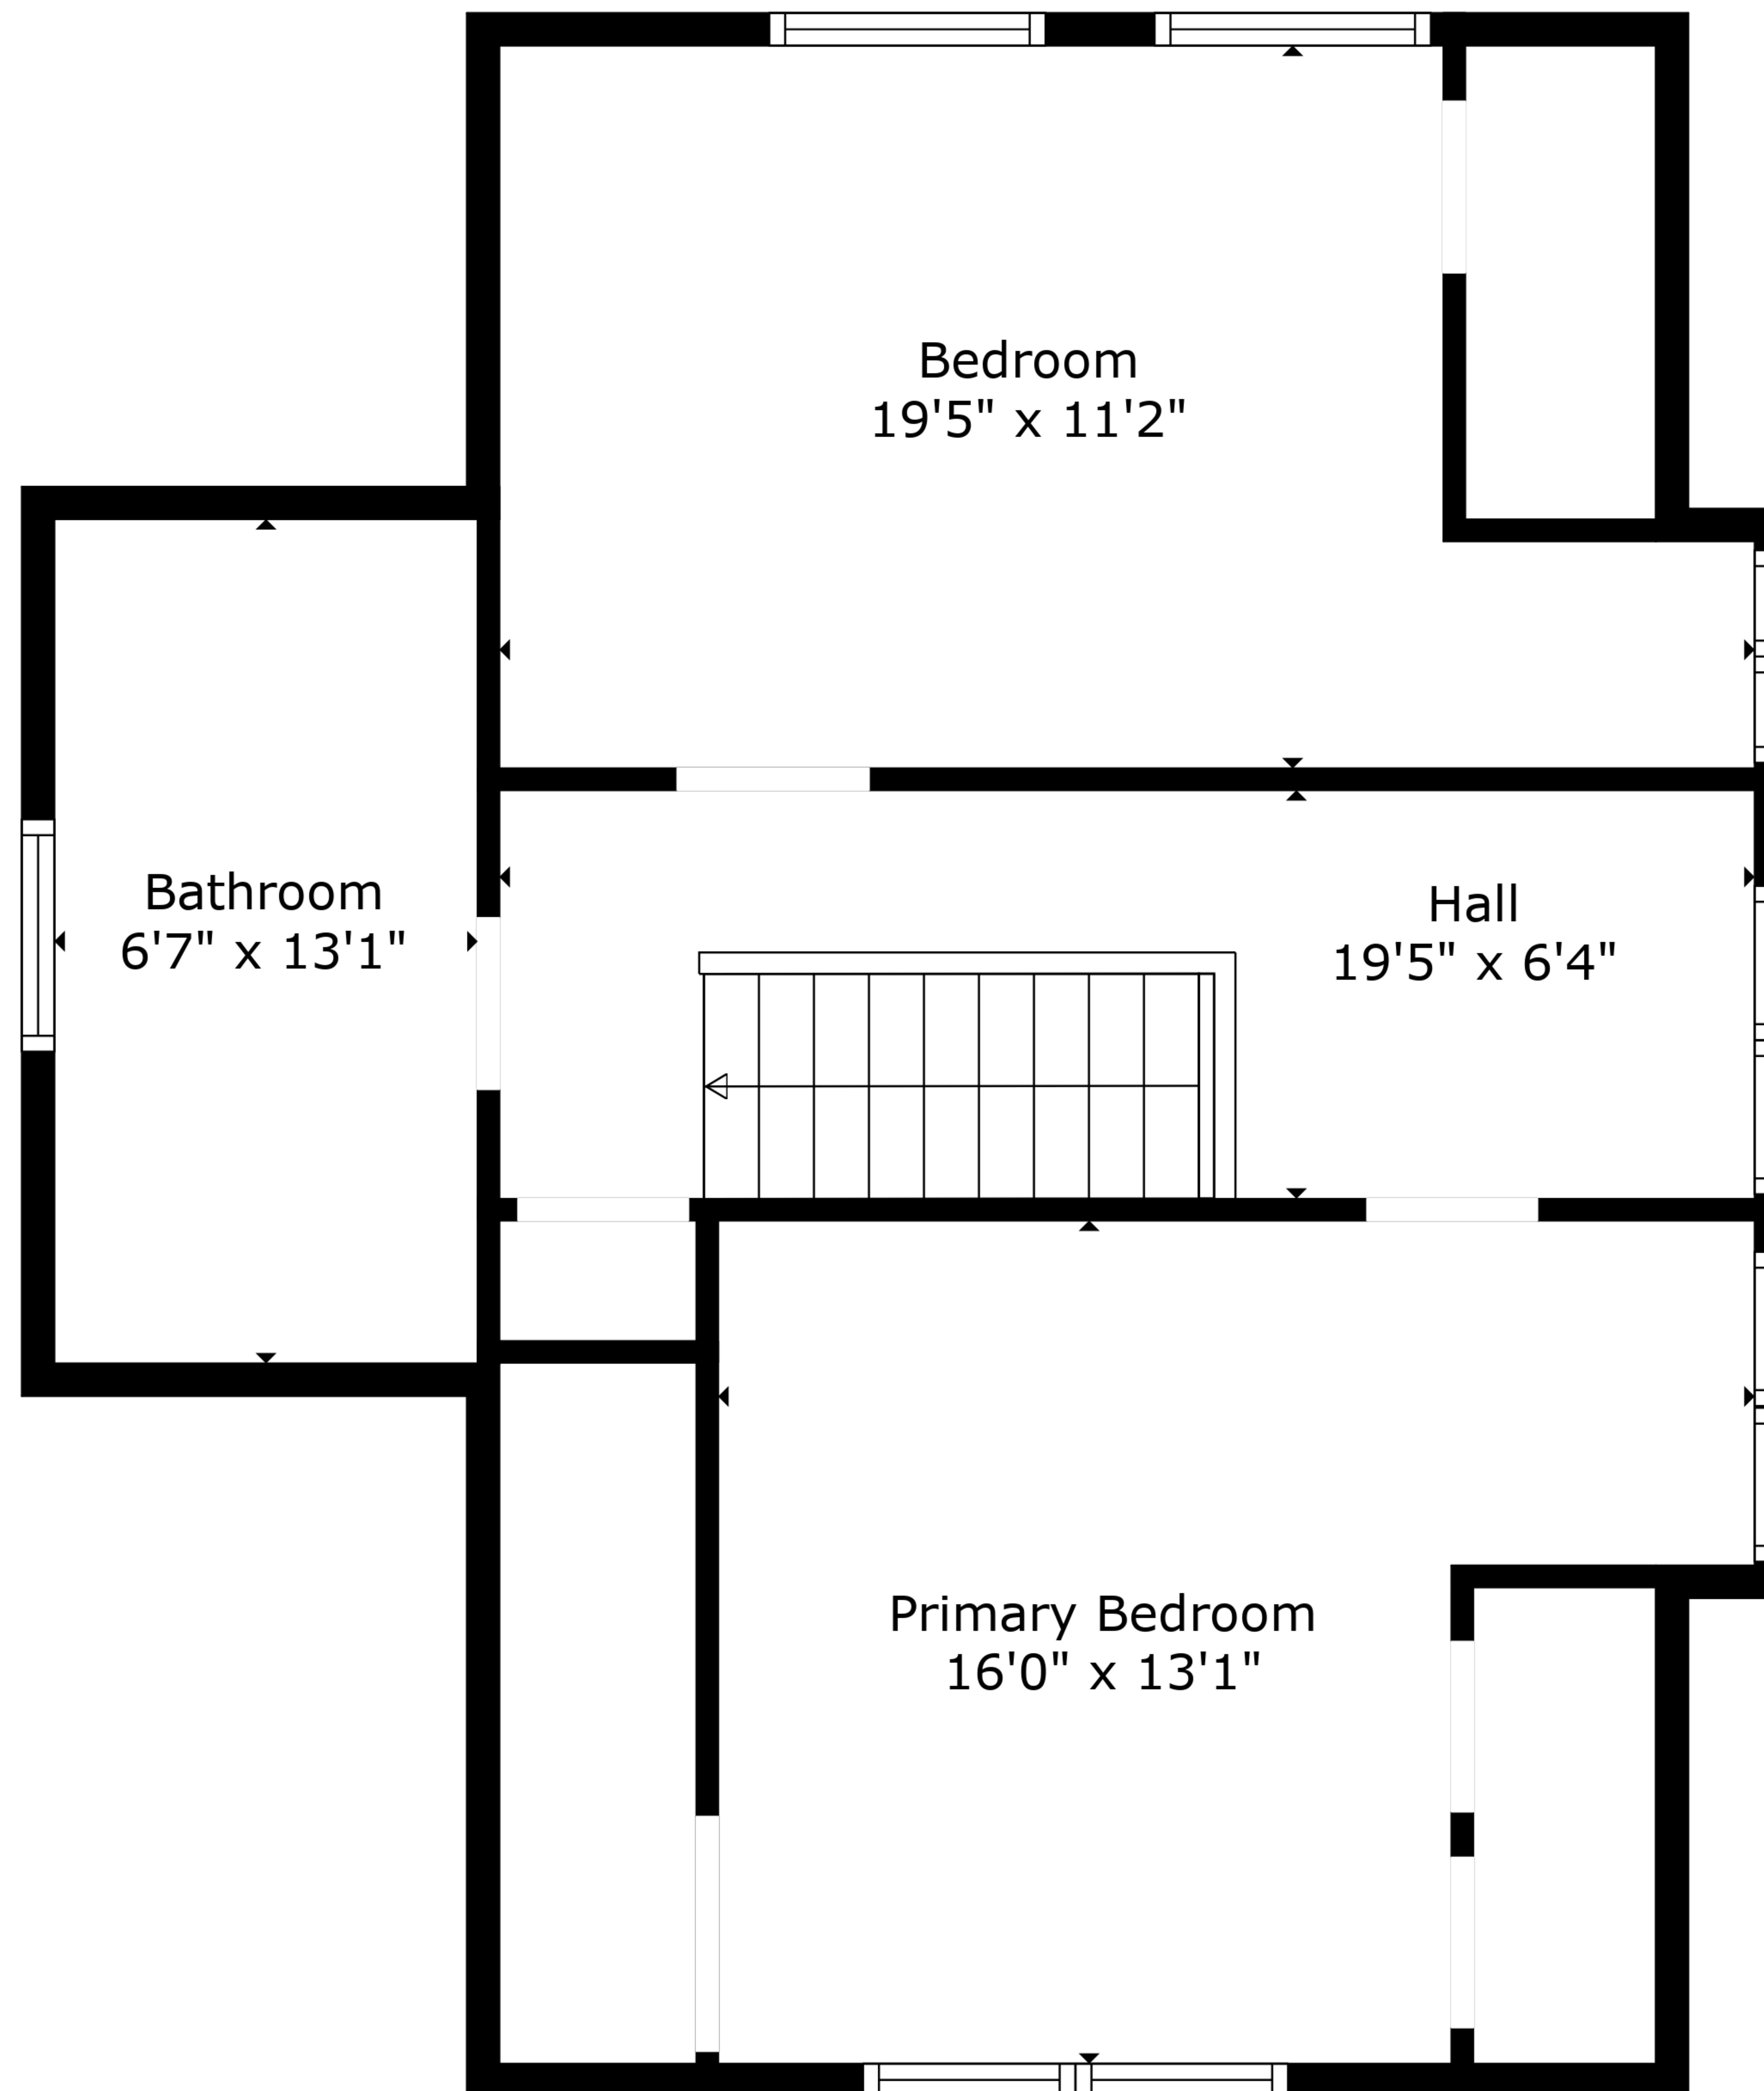 Bedroom
19'5" x 11'2"
Bathroom
6'7" x 13'1"
Hall
19'5" x 6'4"
Primary Bedroom
16'0" x 13'1"